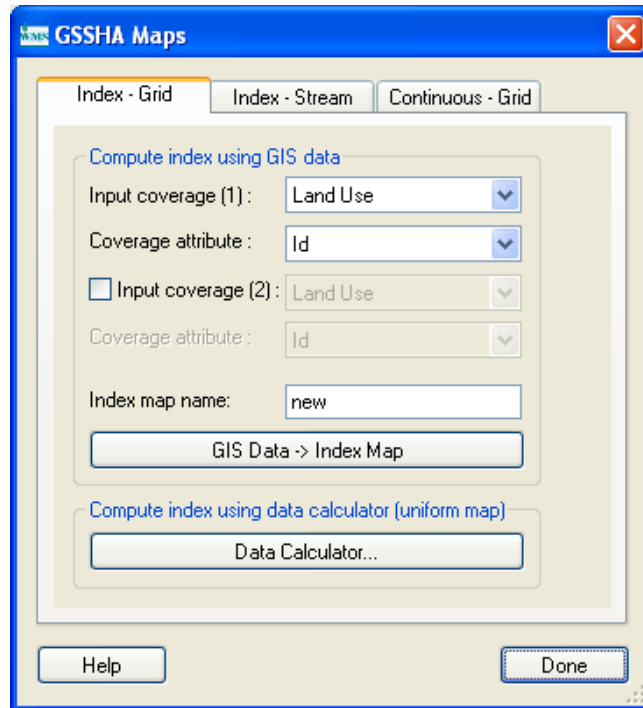 WMS GSSHA Maps
Index - Grid Index - Stream Continuous - Grid
Compute index using GIS data
Input coverage (1) : Land Use
Coverage attribute : Id
Input coverage (2) : Land Use
Coverage attribute : Id
Index map name: new
GIS Data -> Index Map
Compute index using data calculator (uniform map)
Data Calculator...
Help Done